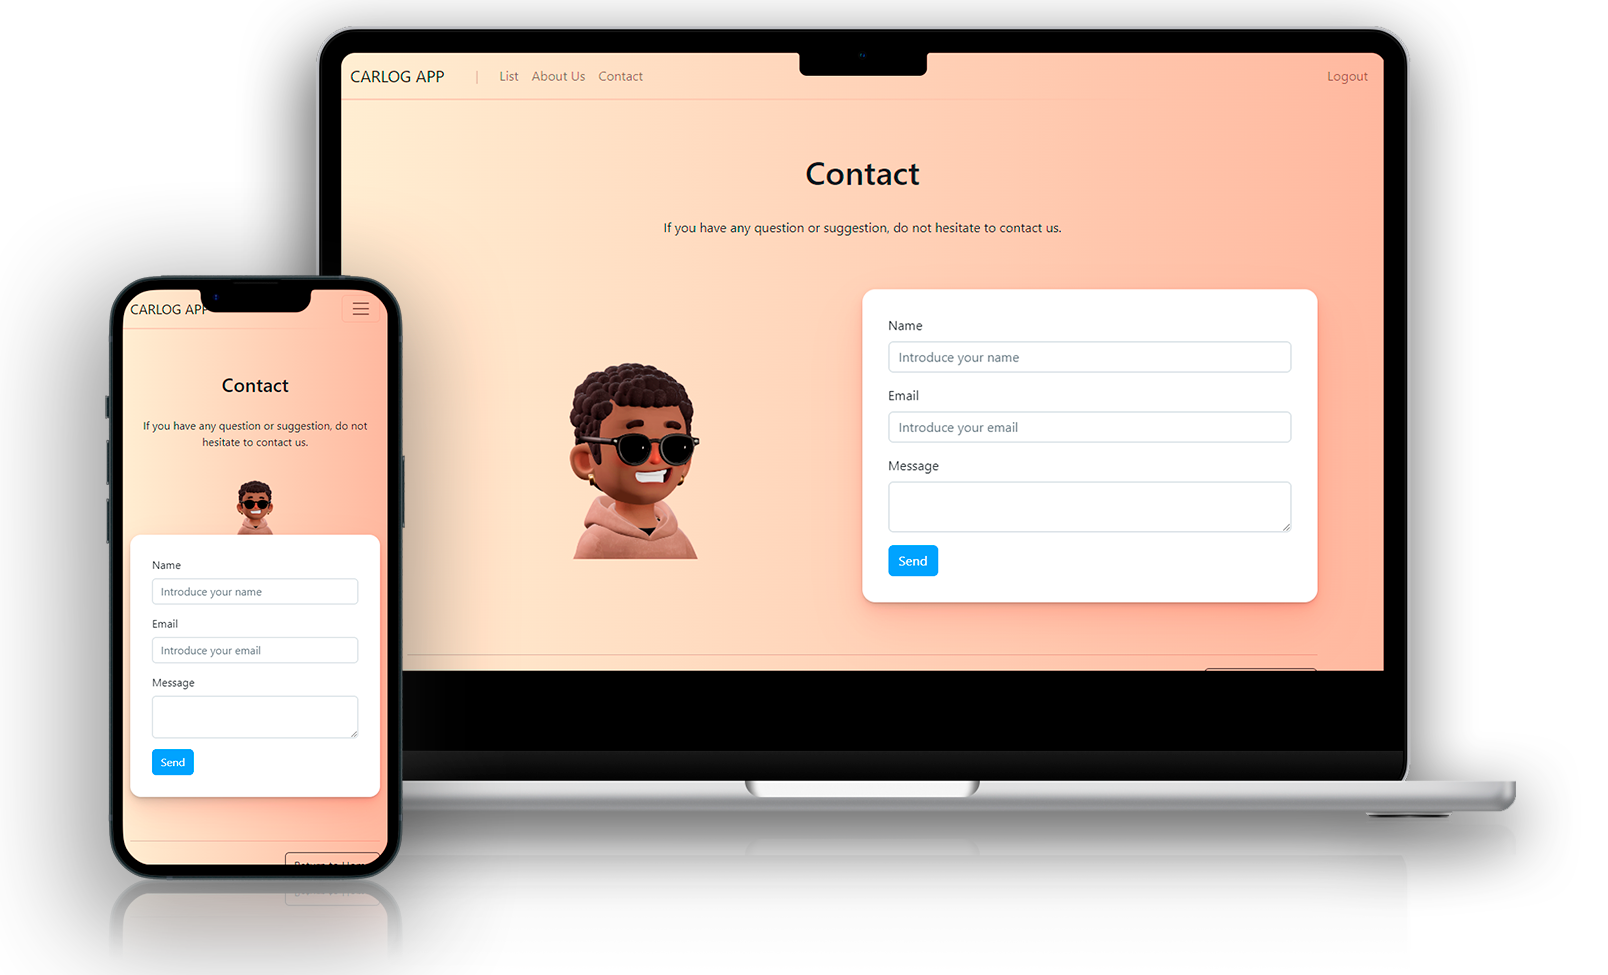 CARLOG APP | List About Us Contact Logout
Contact
If you have any question or suggestion, do not hesitate to contact us.
Name
Introduce your name
Email
Introduce your email
Message
Send
CARLOG APP
Contact
If you have any question or suggestion, do not
hesitate to contact us.
Name
Introduce your name
Email
Introduce your email
Message
Send
Return to Home